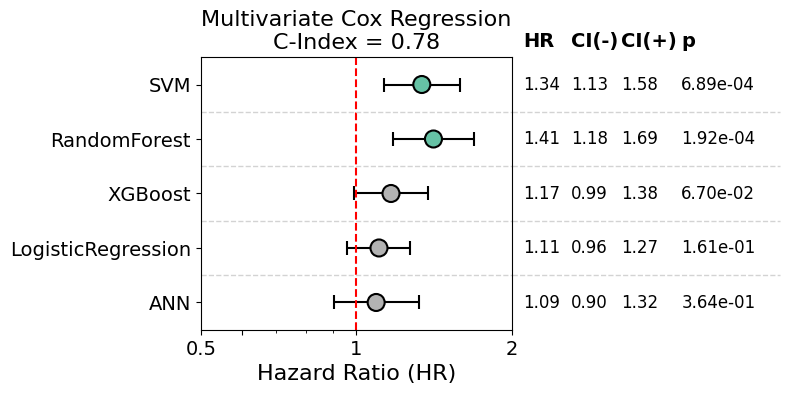 Multivariate Cox Regression
C-Index = 0.78
HR CI(-) CI(+) p
SVM 1.34 1.13 1.58 6.89e-04
RandomForest 1.41 1.18 1.69 1.92e-04
XGBoost 1.17 0.99 1.38 6.70e-02
LogisticRegression 1.11 0.96 1.27 1.61e-01
ANN 1.09 0.90 1.32 3.64e-01
0.5 1 2
Hazard Ratio (HR)